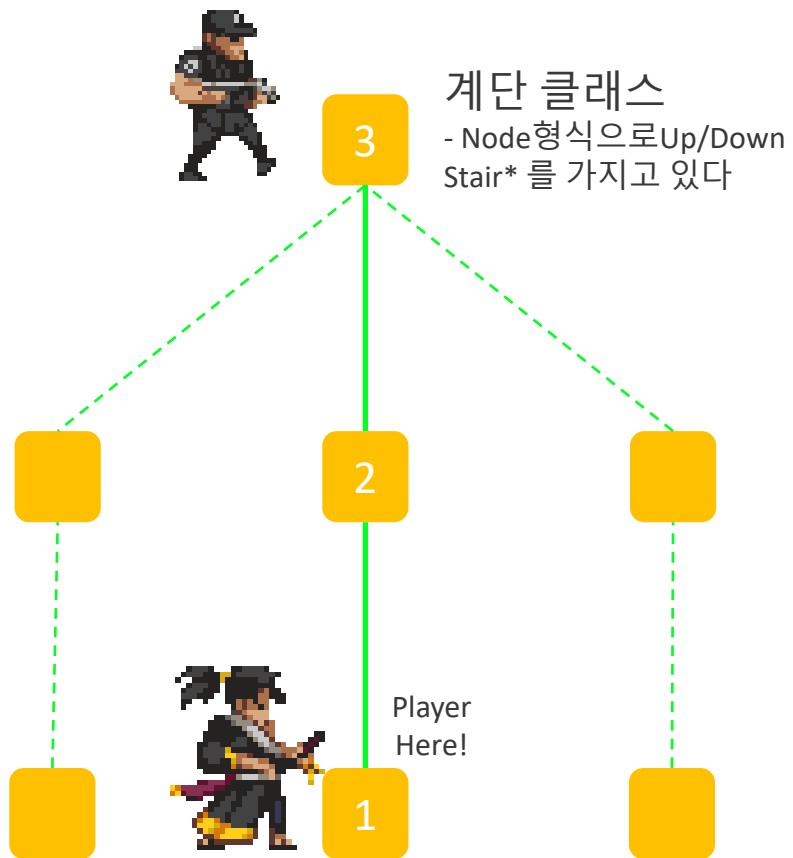 계단 클래스
- Node형식으로Up/Down
Stair* 를 가지고 있다
3
2
Player
Here!
1